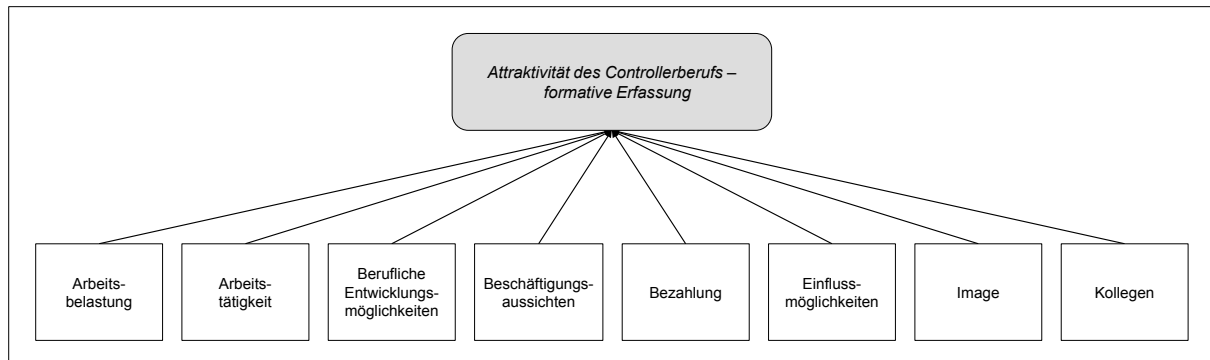 Attraktivität des Controllerberufs –
formative Erfassung
Arbeits-
belastung
Arbeits-
tätigkeit
Berufliche
Entwicklungs-
möglichkeiten
Beschäftigungs-
aussichten
Bezahlung
Einfluss-
möglichkeiten
Image
Kollegen